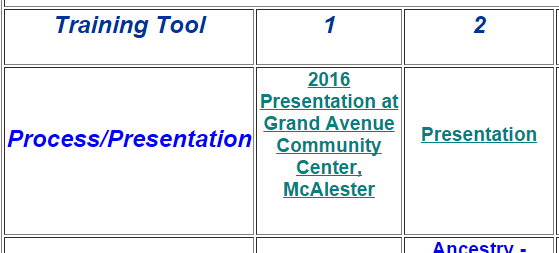 Training Tool
1
2
Process/Presentation
2016
Presentation at
Grand Avenue
Community
Center,
McAlester
Presentation
Ancestry -